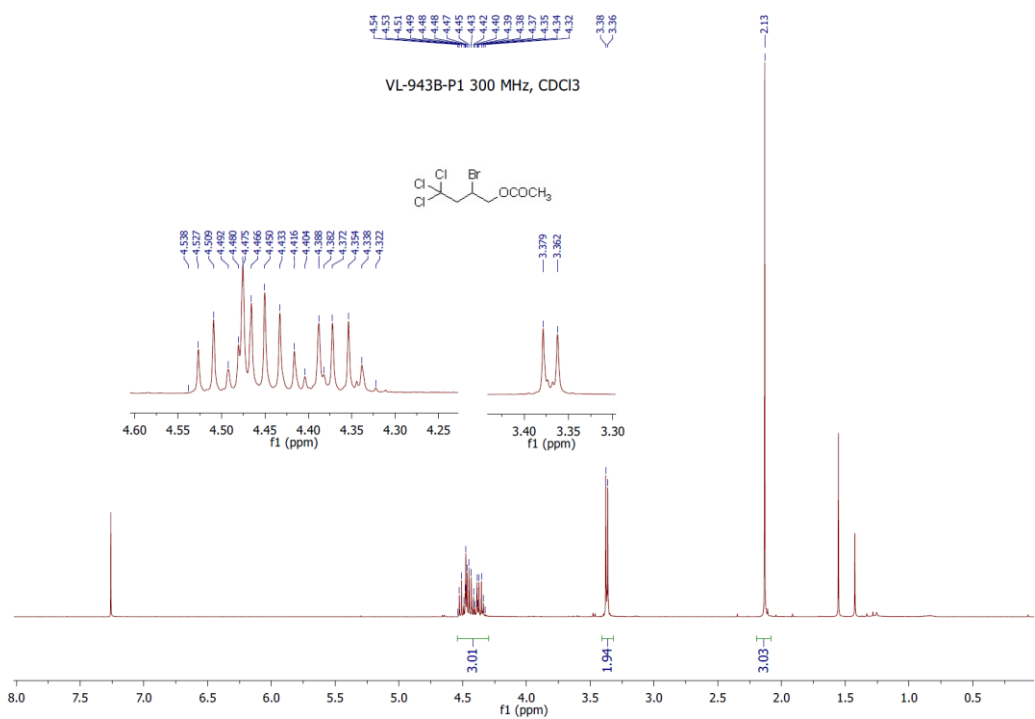 4.54 4.53 4.51 4.49 4.48 4.48 4.47 4.45 4.43 4.42 4.40 4.39 4.38 4.37 4.35 4.34 4.32 3.38 3.36 2.13
VL-943B-P1 300 MHz, CDCl3
Cl Cl Br
Cl OCOCH3
4.538 4.527 4.509 4.492 4.480 4.475 4.466 4.450 4.433 4.416 4.404 4.388 4.382 4.372 4.354 4.338 4.322
3.379 3.362
4.60 4.55 4.50 4.45 4.40 4.35 4.30 4.25
f1 (ppm)
3.40 3.35 3.30
f1 (ppm)
3.01 1.94 3.03
8.0 7.5 7.0 6.5 6.0 5.5 5.0 4.5 4.0 3.5 3.0 2.5 2.0 1.5 1.0 0.5
f1 (ppm)